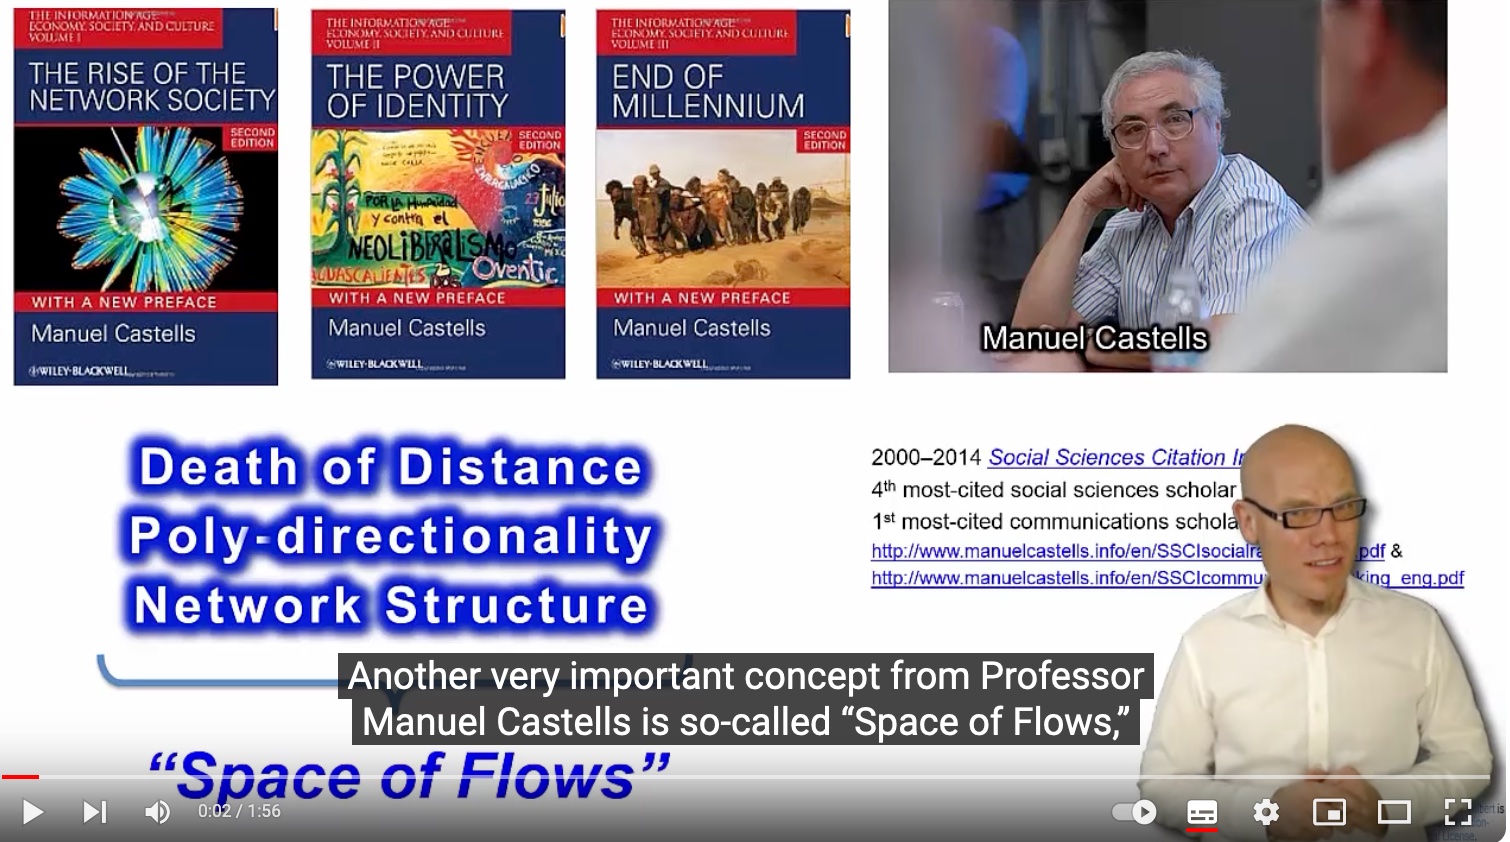 THE INFORMATION AGE
ECONOMY, SOCIETY, AND CULTURE
VOLUME I
THE RISE OF THE
NETWORK SOCIETY
SECOND
EDITION
WITH A NEW PREFACE
Manuel Castells
WILEY-BLACKWELL
THE INFORMATION AGE
ECONOMY, SOCIETY, AND CULTURE
VOLUME II
THE POWER
OF IDENTITY
SECOND
EDITION
POR LA Humanidad
y contra el
NEOLIBERALISMO
AGUASCALIENTES
DOS
Oventic
Julio
WITH A NEW PREFACE
Manuel Castells
WILEY-BLACKWELL
THE INFORMATION AGE
ECONOMY, SOCIETY, AND CULTURE
VOLUME III
END OF
MILLENNIUM
SECOND
EDITION
WITH A NEW PREFACE
Manuel Castells
WILEY-BLACKWELL
Manuel Castells
Death of Distance
Poly-directionality
Network Structure
2000–2014 Social Sciences Citation
4th most-cited social sciences scholar
1st most-cited communications
http://www.manuelcastells.info/en/SSCIsocialra pdf &
http://www.manuelcastells.info/en/SSCIcommu king_eng.pdf
Another very important concept from Professor
Manuel Castells is so-called “Space of Flows,”
“Space of Flows”
0:02 / 1:56